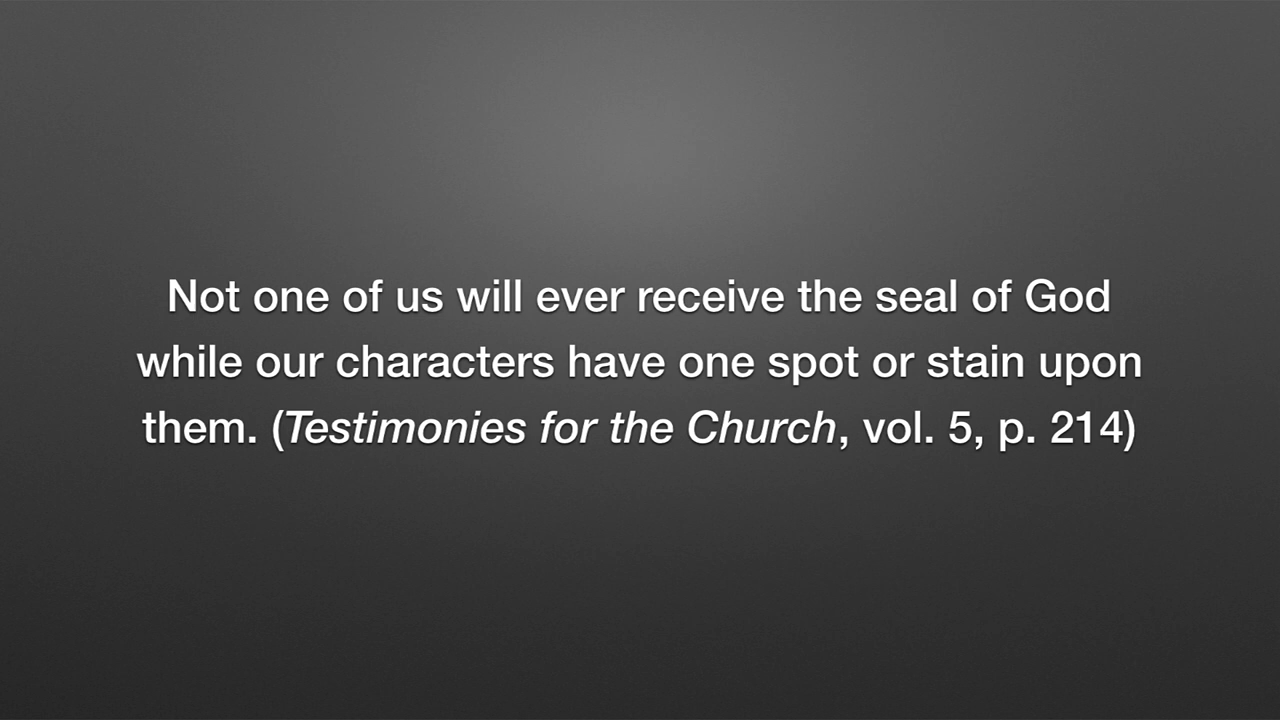 Not one of us will ever receive the seal of God
while our characters have one spot or stain upon
them. (Testimonies for the Church, vol. 5, p. 214)